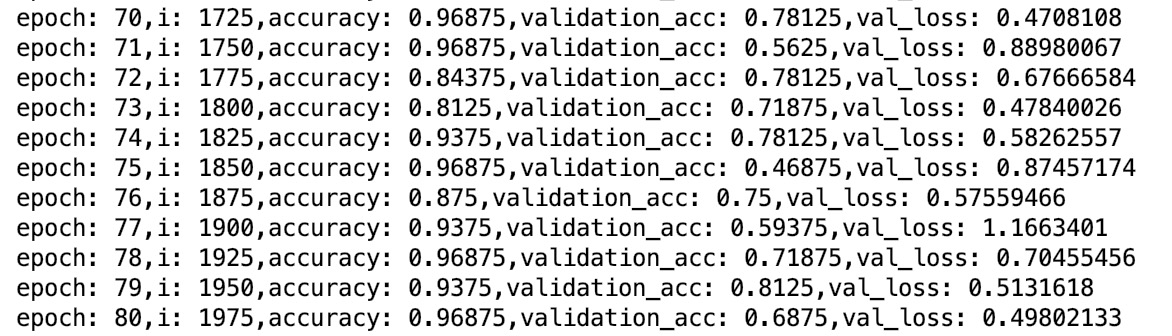 epoch: 70,i: 1725,accuracy: 0.96875,validation_acc: 0.78125,val_loss: 0.4708108
epoch: 71,i: 1750,accuracy: 0.96875,validation_acc: 0.5625,val_loss: 0.88980067
epoch: 72,i: 1775,accuracy: 0.84375,validation_acc: 0.78125,val_loss: 0.67666584
epoch: 73,i: 1800,accuracy: 0.8125,validation_acc: 0.71875,val_loss: 0.47840026
epoch: 74,i: 1825,accuracy: 0.9375,validation_acc: 0.78125,val_loss: 0.58262557
epoch: 75,i: 1850,accuracy: 0.96875,validation_acc: 0.46875,val_loss: 0.87457174
epoch: 76,i: 1875,accuracy: 0.875,validation_acc: 0.75,val_loss: 0.57559466
epoch: 77,i: 1900,accuracy: 0.9375,validation_acc: 0.59375,val_loss: 1.1663401
epoch: 78,i: 1925,accuracy: 0.96875,validation_acc: 0.71875,val_loss: 0.70455456
epoch: 79,i: 1950,accuracy: 0.9375,validation_acc: 0.8125,val_loss: 0.5131618
epoch: 80,i: 1975,accuracy: 0.96875,validation_acc: 0.6875,val_loss: 0.49802133